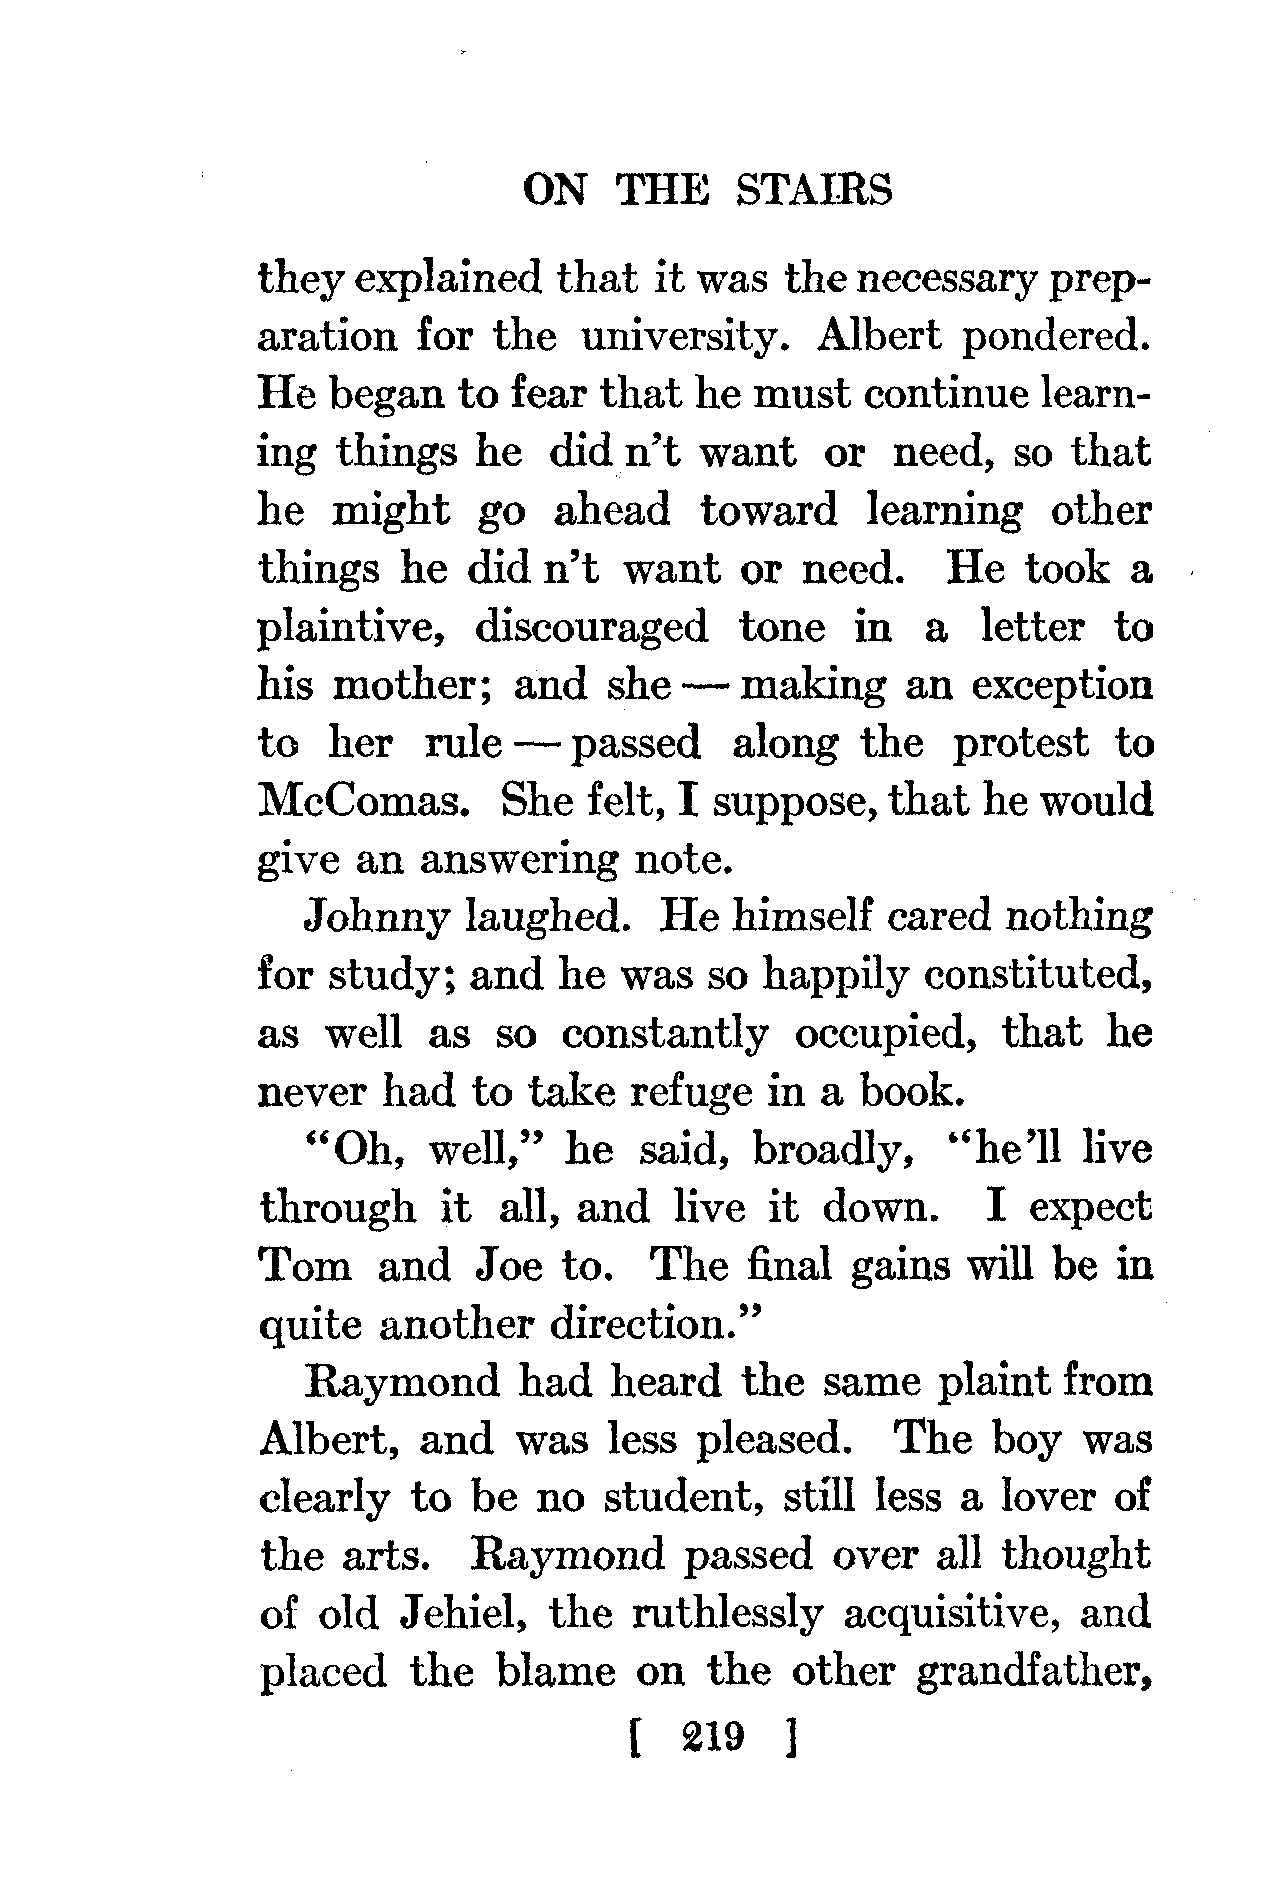 ON THE STAIRS
they explained that it was the necessary prep-
aration for the university. Albert pondered.
He began to fear that he must continue learn-
ing things he did n't want or need, so that
he might go ahead toward learning other
things he did n't want or need. He took a
plaintive, discouraged tone in a letter to
his mother; and she — making an exception
to her rule — passed along the protest to
McComas. She felt, I suppose, that he would
give an answering note.
Johnny laughed. He himself cared nothing
for study; and he was so happily constituted,
as well as so constantly occupied, that he
never had to take refuge in a book.
“Oh, well,” he said, broadly, “he'll live
through it all, and live it down. I expect
Tom and Joe to. The final gains will be in
quite another direction.”
Raymond had heard the same plaint from
Albert, and was less pleased. The boy was
clearly to be no student, still less a lover of
the arts. Raymond passed over all thought
of old Jehiel, the ruthlessly acquisitive, and
placed the blame on the other grandfather,
[ 219 ]